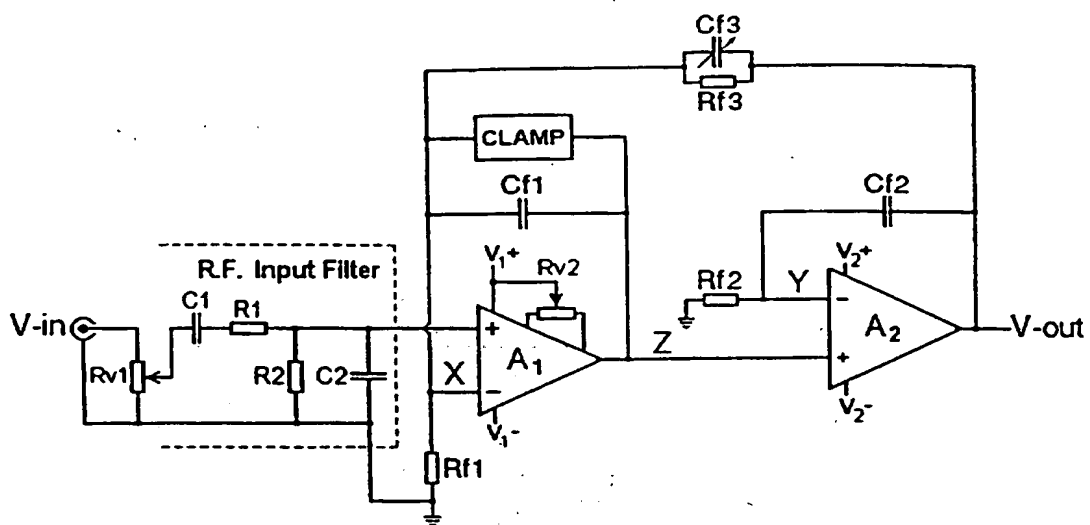 Cf3
Rf3
CLAMP
Cf1
Cf2
R.F. Input Filter
V1+
Rv2
V2+
C1
R1
Rf2
Y
V-in
Rv1
R2
C2
X
A1
Z
A2
V-out
V1-
V2-
Rf1